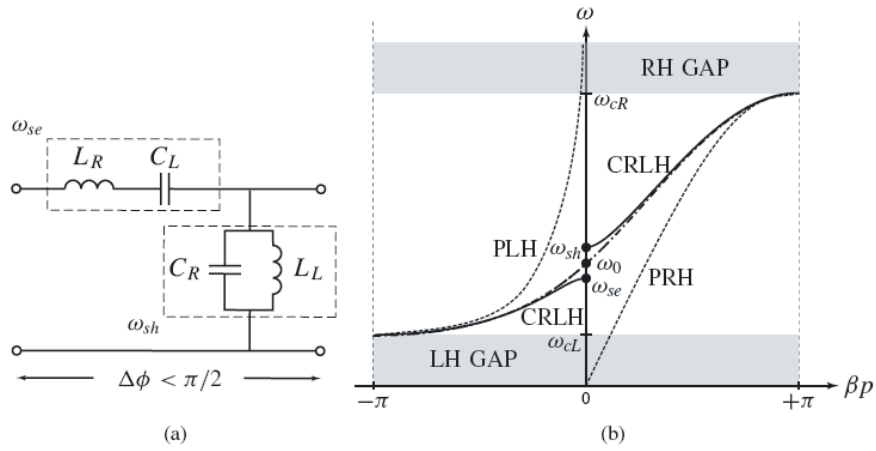 ω_se
L_R
C_L
C_R
L_L
ω_sh
Δϕ < π/2
(a)
ω
RH GAP
ω_cR
CRLH
PLH
ω_sh
ω_0
ω_se
PRH
CRLH
ω_cL
LH GAP
−π
0
+π
βp
(b)